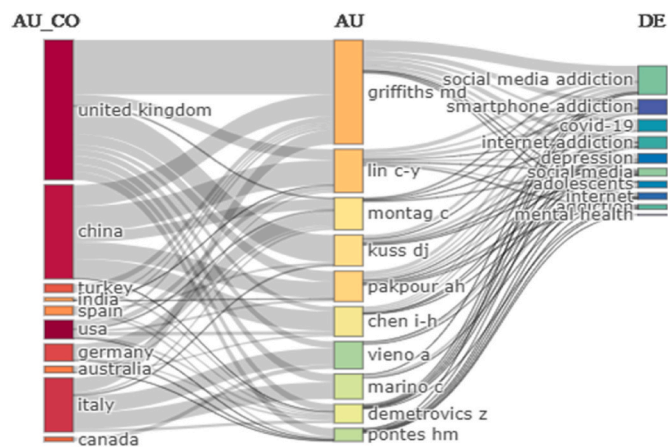 AU_CO
AU
DE
united kingdom
china
turkey
india
spain
usa
germany
australia
italy
canada
griffiths md
lin c-y
montag c
kuss dj
pakpour ah
chen i-h
vieno a
marino c
demetrovics z
pontes hm
social media addiction
smartphone addiction
covid-19
internet addiction
depression
social media
adolescents
internet
addiction
mental health